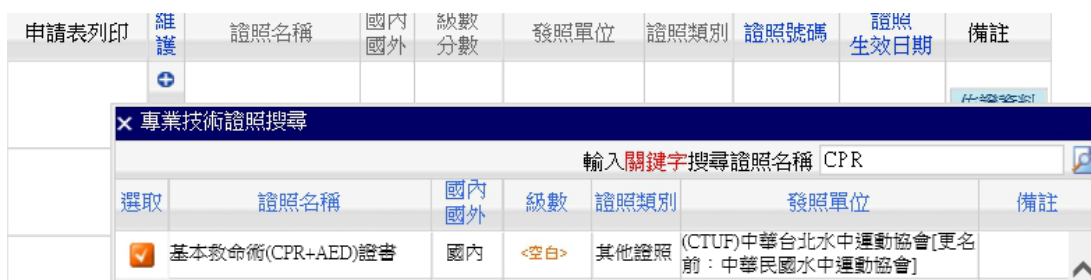 申請表列印 維護 證照名稱 國內國外 級數分數 發照單位 證照類別 證照號碼 證照生效日期 備註
佐證資料
× 專業技術證照搜尋
輸入關鍵字搜尋證照名稱 CPR
選取 證照名稱 國內國外 級數 證照類別 發照單位 備註
基本救命術(CPR+AED)證書 國內 <空白> 其他證照 (CTUF)中華台北水中運動協會[更名前：中華民國水中運動協會]